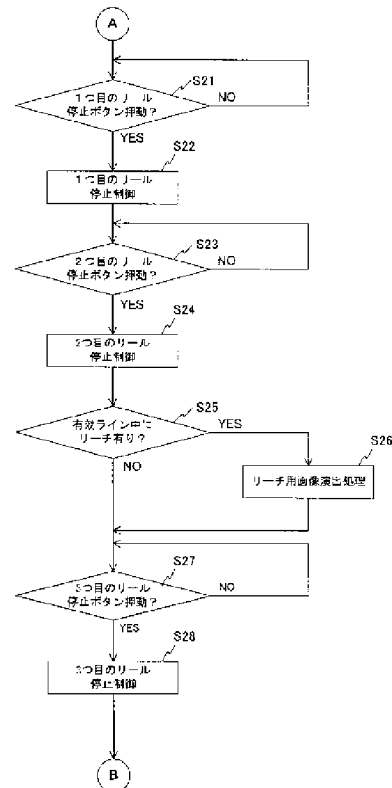 A
S21
1つ目のリール
停止ボタン押動?
NO
YES
S22
1つ目のリール
停止制御
S23
2つ目のリール
停止ボタン押動?
NO
YES
S24
2つ目のリール
停止制御
S25
有効ライン中に
リーチ有り?
YES
NO
S26
リーチ用画像演出処理
S27
3つ目のリール
停止ボタン押動?
NO
YES
S28
3つ目のリール
停止制御
B